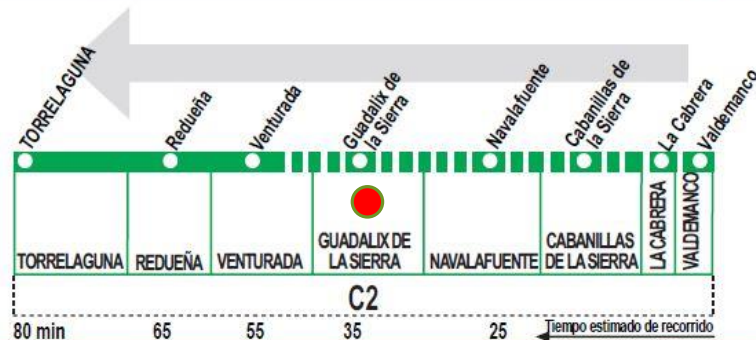 TORRELAGUNA
Redueña
Venturada
Guadalix de
la Sierra
Navalafuente
Cabanillas de
la Sierra
La Cabrera
Valdemanco
TORRELAGUNA
REDUEÑA
VENTURADA
GUADALIX DE
LA SIERRA
NAVALAFUENTE
CABANILLAS
DE LA SIERRA
LA CABRERA
VALDEMANCO
C2
80 min 65 55 35 25 Tiempo estimado de recorrido